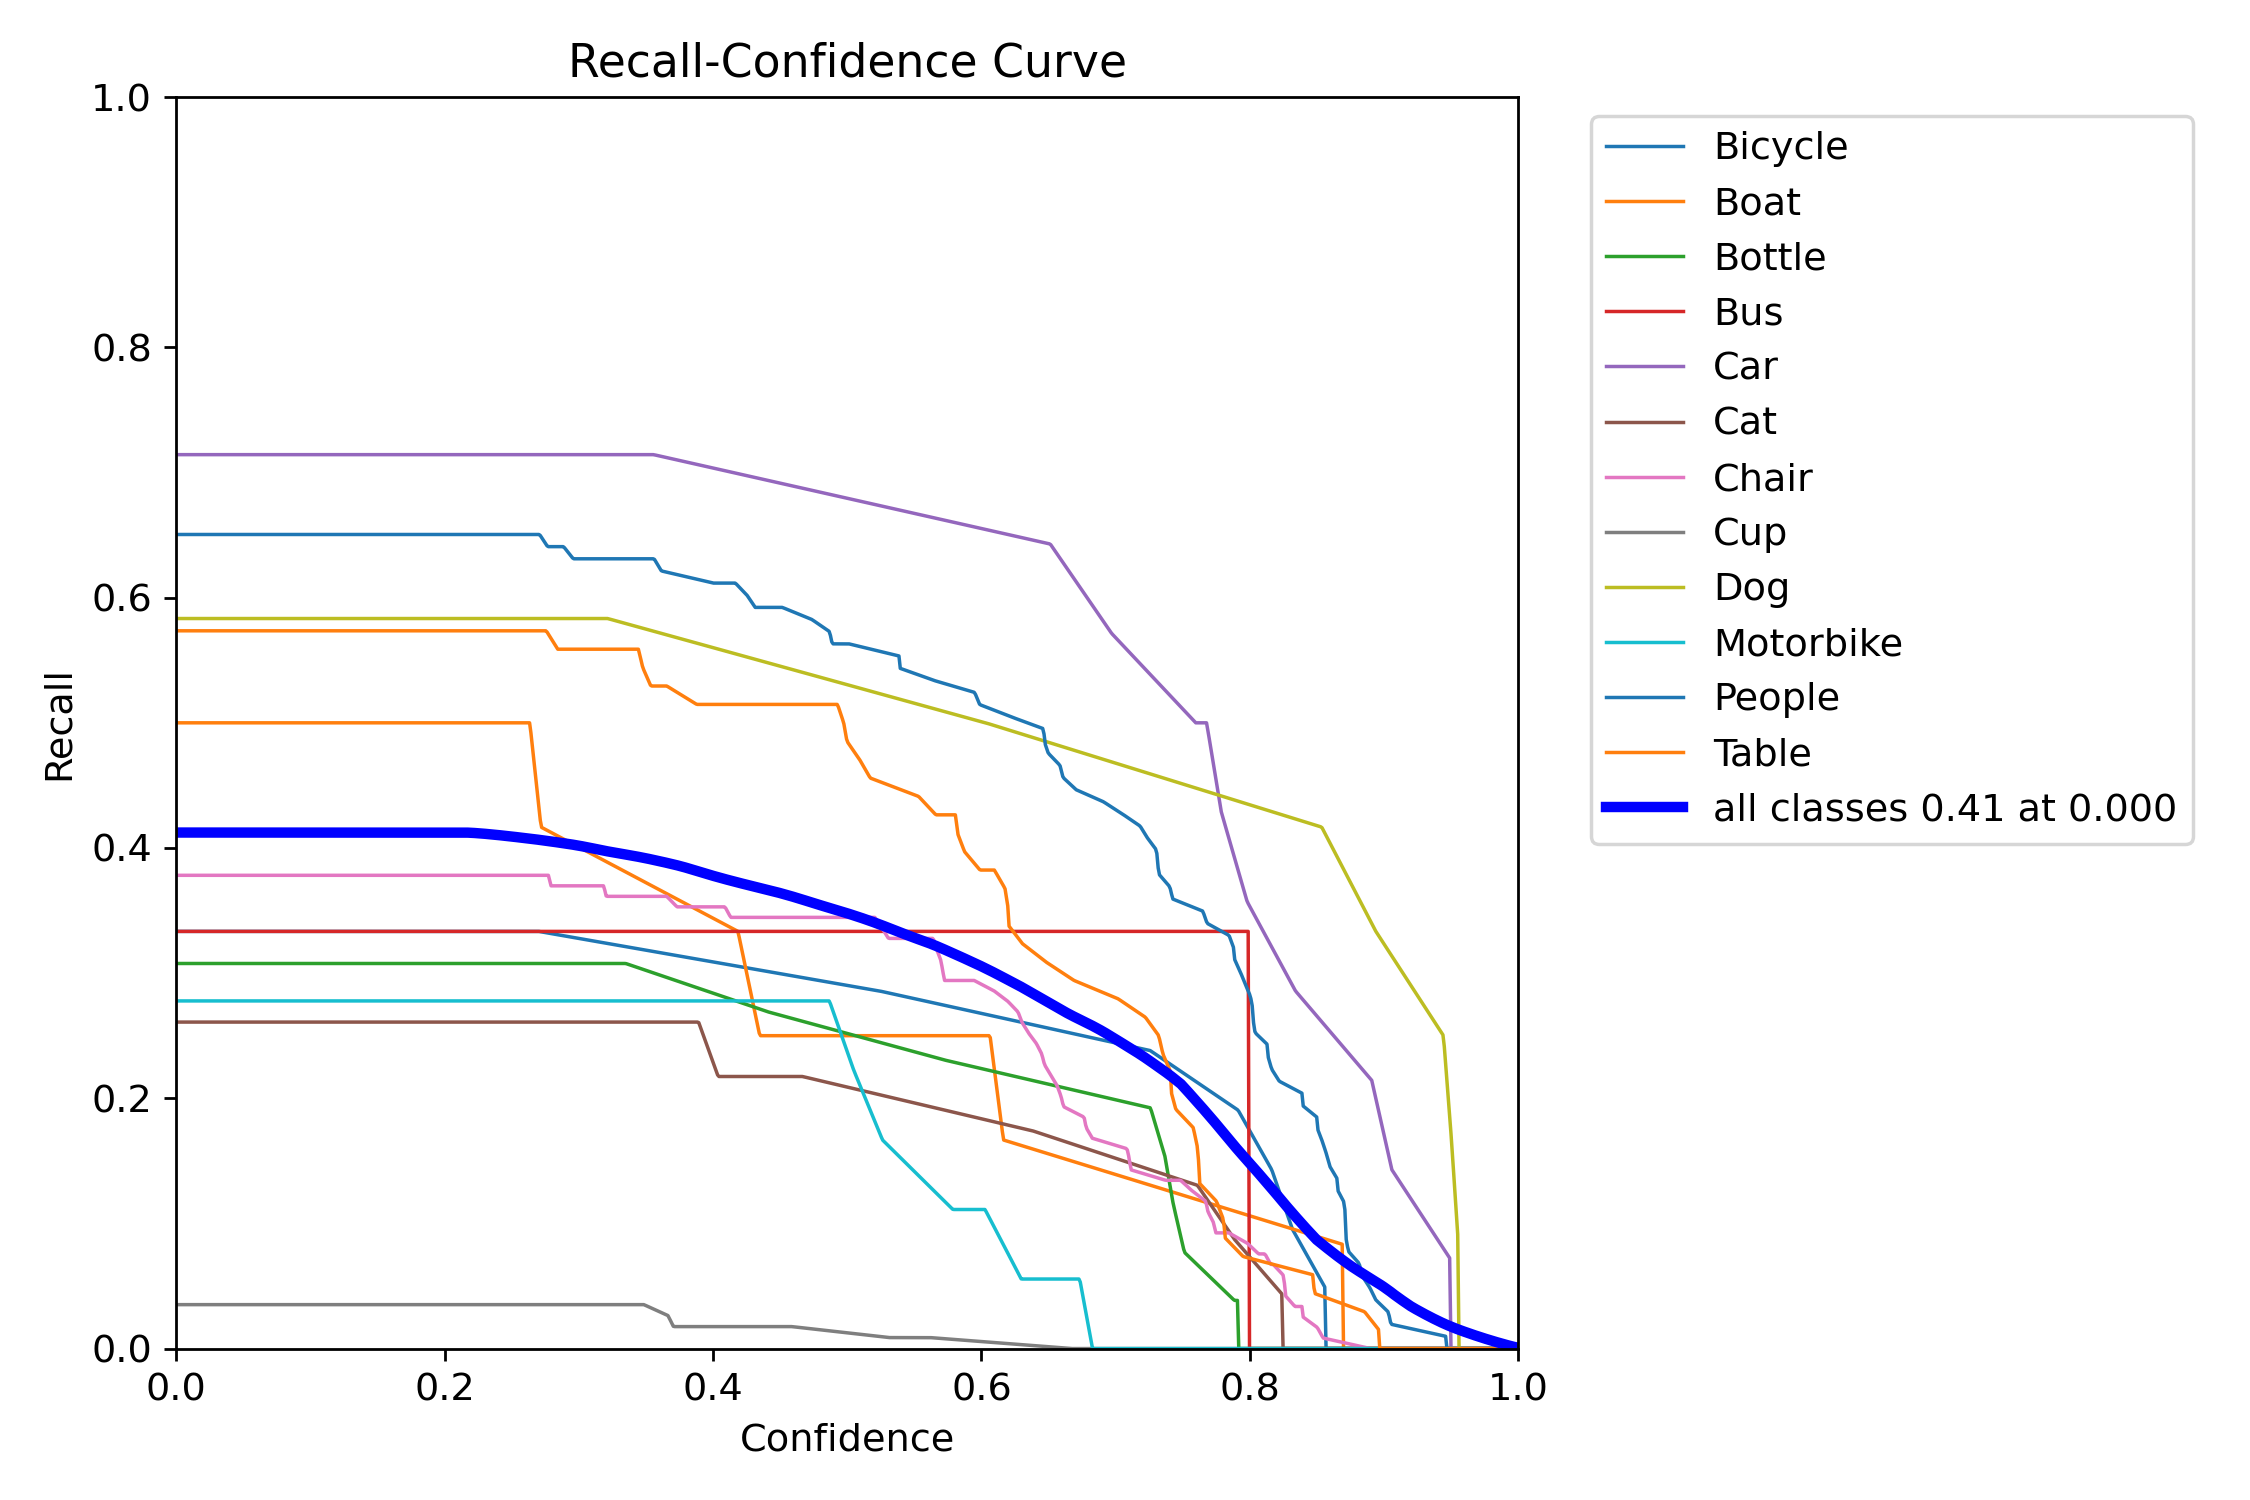 Recall-Confidence Curve
1.0
0.8
0.6
0.4
0.2
0.0
Recall
0.0 0.2 0.4 0.6 0.8 1.0
Confidence
Bicycle
Boat
Bottle
Bus
Car
Cat
Chair
Cup
Dog
Motorbike
People
Table
all classes 0.41 at 0.000